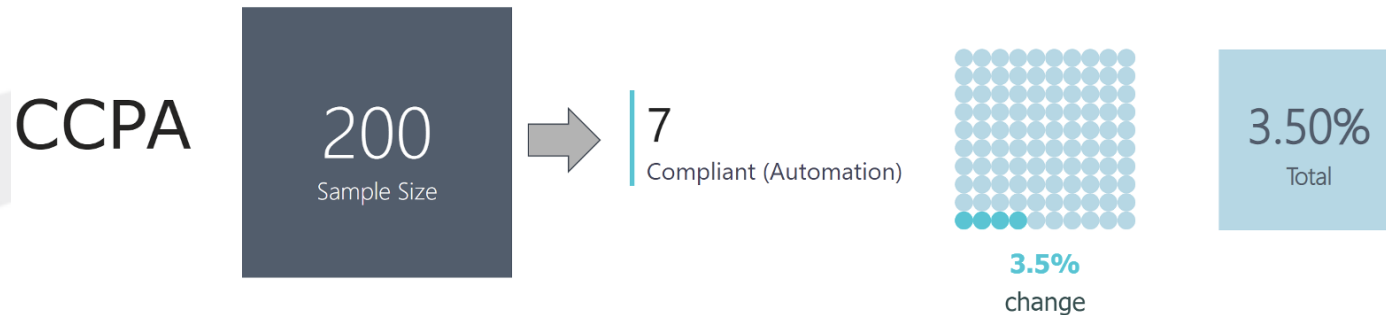 CCPA
200
Sample Size
7
Compliant (Automation)
3.5%
change
3.50%
Total